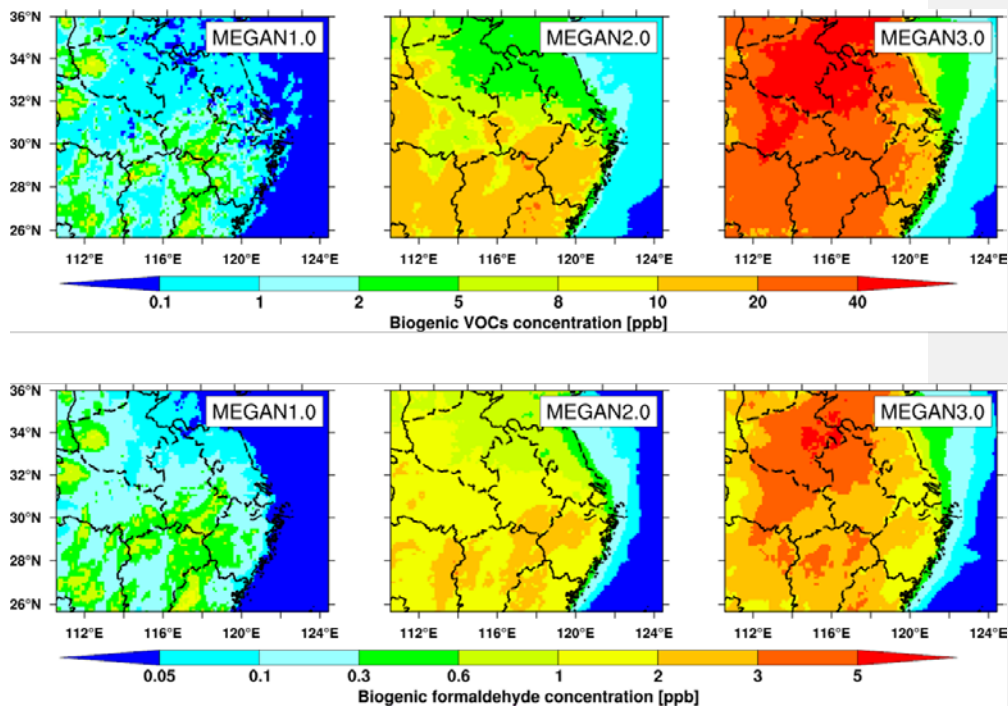 36°N
34°N
32°N
30°N
28°N
26°N
MEGAN1.0
MEGAN2.0
MEGAN3.0
112°E 116°E 120°E 124°E
112°E 116°E 120°E 124°E
112°E 116°E 120°E 124°E
0.1 1 2 5 8 10 20 40
Biogenic VOCs concentration [ppb]
36°N
34°N
32°N
30°N
28°N
26°N
MEGAN1.0
MEGAN2.0
MEGAN3.0
112°E 116°E 120°E 124°E
112°E 116°E 120°E 124°E
112°E 116°E 120°E 124°E
0.05 0.1 0.3 0.6 1 2 3 5
Biogenic formaldehyde concentration [ppb]